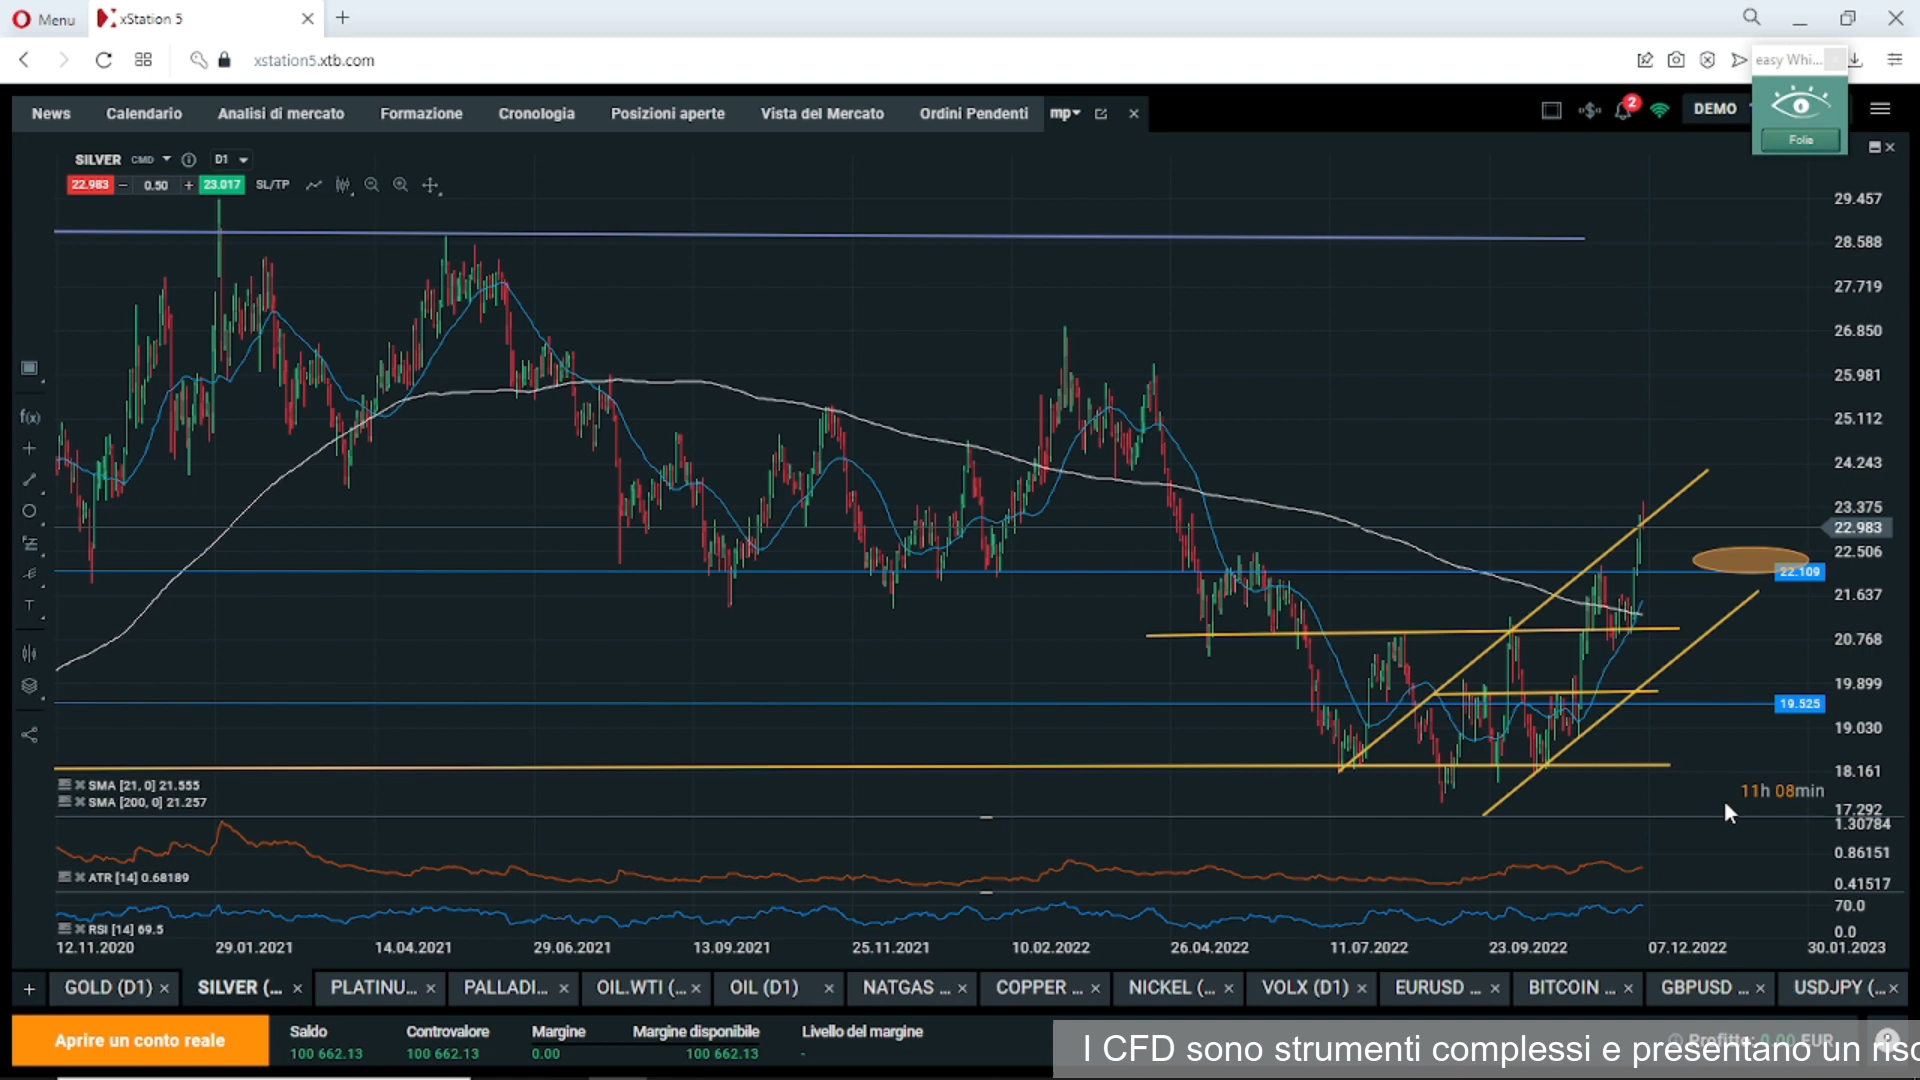 Menu
xStation 5
xstation5.xtb.com
easy Whi...
News Calendario Analisi di mercato Formazione Cronologia Posizioni aperte Vista del Mercato Ordini Pendenti mp
2
DEMO
Folie
SILVER CMD D1
22.983 − 0.50 + 23.017 SL/TP
29.457
28.588
27.719
26.850
25.981
25.112
24.243
23.375
22.983
22.506
22.109
21.637
20.768
19.899
19.525
19.030
18.161
17.292
f(x)
T
11h 08min
SMA [21, 0] 21.555
SMA [200, 0] 21.257
1.30784
0.86151
0.41517
ATR [14] 0.68189
70.0
0.0
RSI [14] 69.5
12.11.2020 29.01.2021 14.04.2021 29.06.2021 13.09.2021 25.11.2021 10.02.2022 26.04.2022 11.07.2022 23.09.2022 07.12.2022 30.01.2023
+ GOLD (D1) SILVER (... PLATINU... PALLADI... OIL.WTI (... OIL (D1) NATGAS ... COPPER ... NICKEL (... VOLX (D1) EURUSD ... BITCOIN ... GBPUSD ... USDJPY (...
Aprire un conto reale
Saldo Controvalore Margine Margine disponibile Livello del margine
100 662.13 100 662.13 0.00 100 662.13 -
Profitto: 0.00 EUR
I CFD sono strumenti complessi e presentano un risc